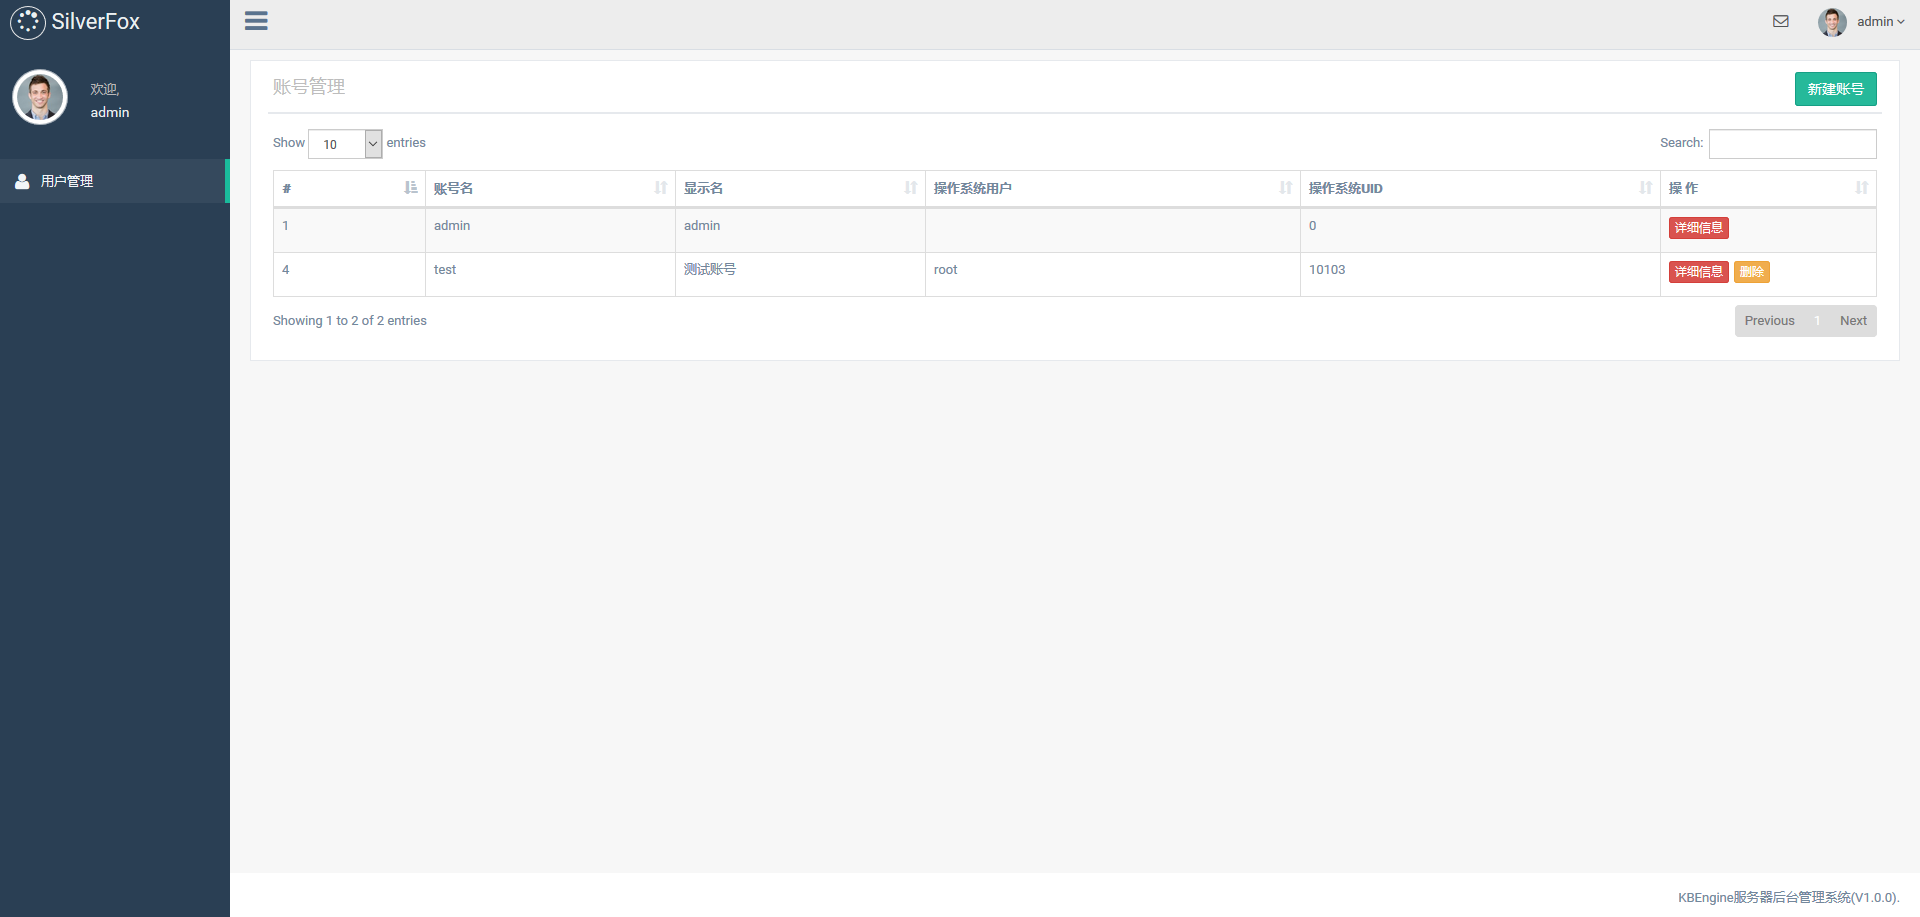 SilverFox
admin
欢迎,
admin
用户管理
账号管理
新建账号
Show 10 entries
Search:
# 账号名 显示名 操作系统用户 操作系统UID 操 作
1 admin admin 0 详细信息
4 test 测试账号 root 10103 详细信息 删除
Showing 1 to 2 of 2 entries
Previous 1 Next
KBEngine服务器后台管理系统(V1.0.0).